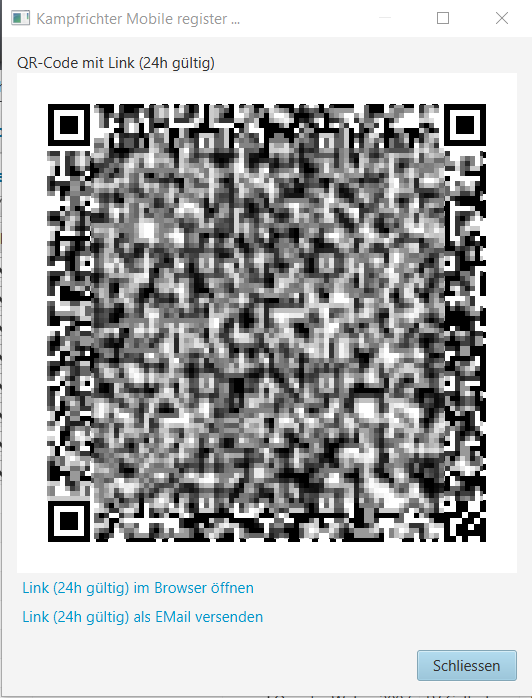 Kampfrichter Mobile register ...
QR-Code mit Link (24h gültig)
Link (24h gültig) im Browser öffnen
Link (24h gültig) als EMail versenden
Schliessen